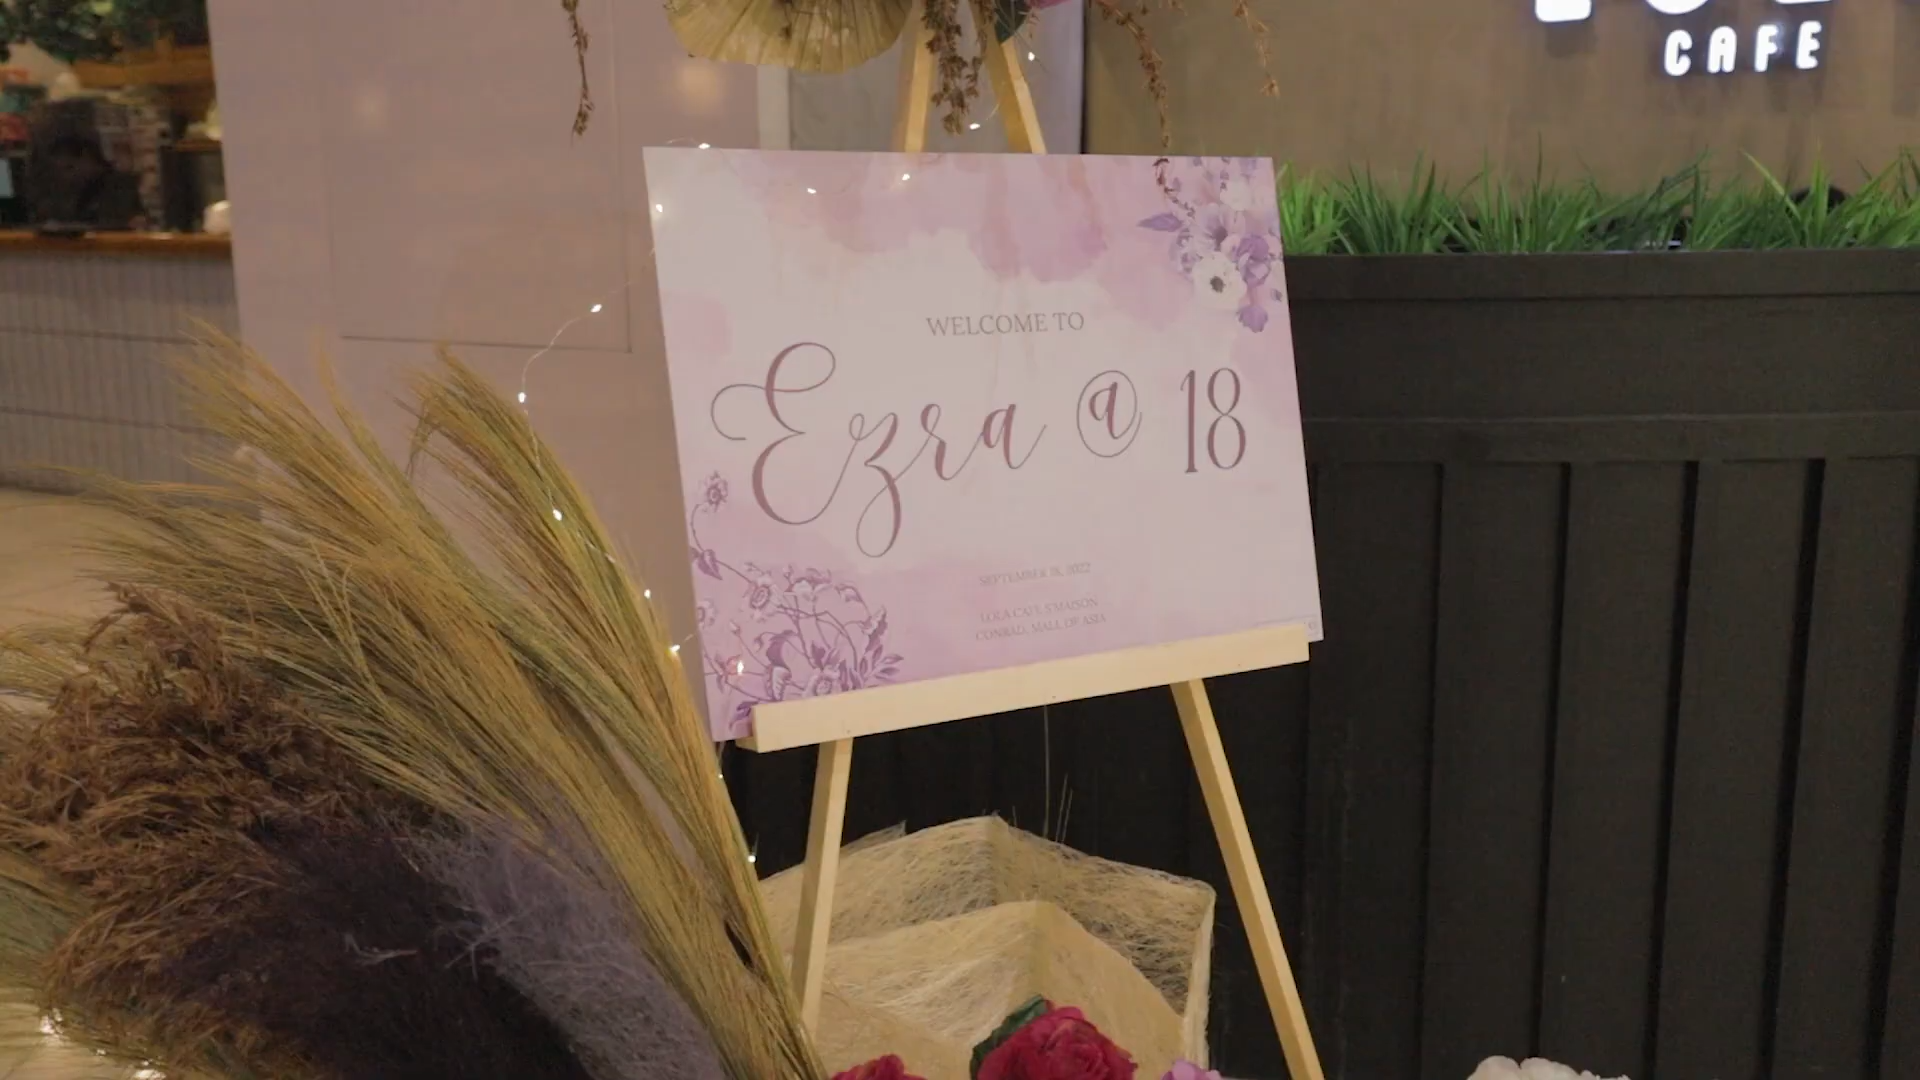 CAFE
WELCOME TO
Ezra @ 18
SEPTEMBER 18, 2022
LOLA CAFE S'MAISON
CONRAD, MALL OF ASIA